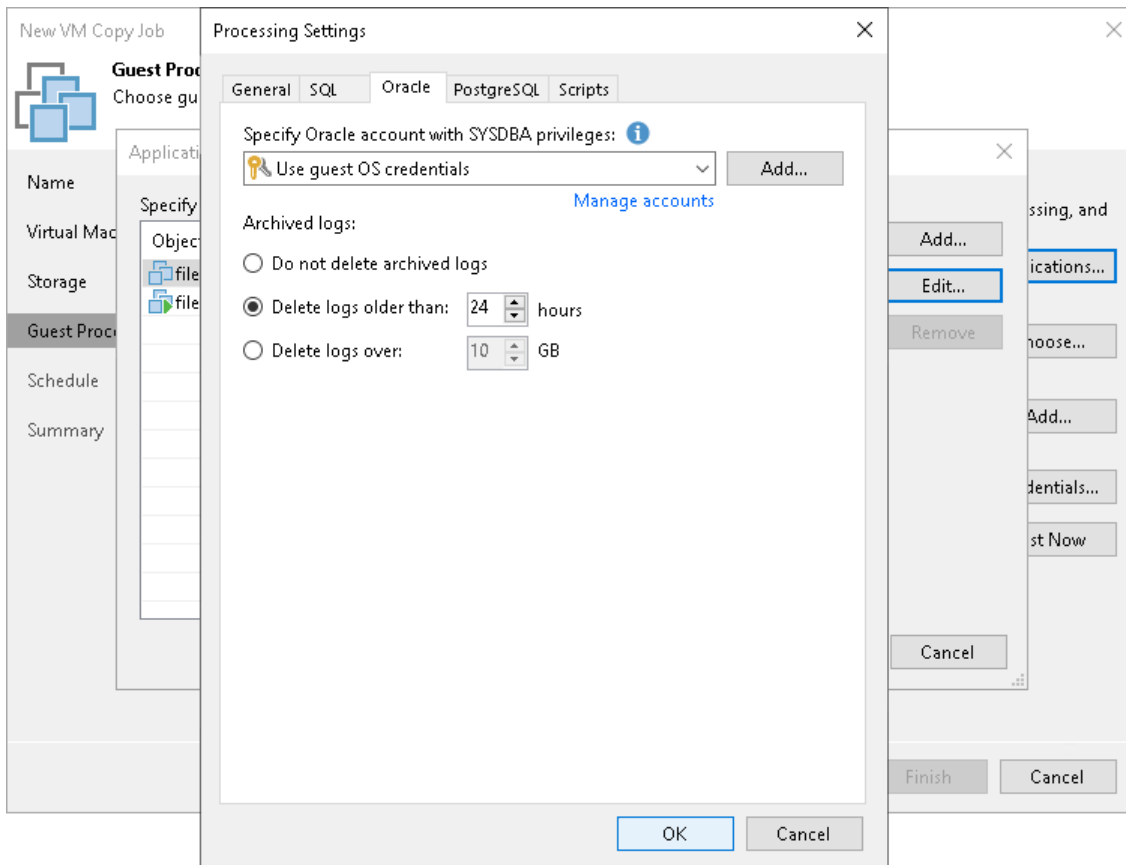 New VM Copy Job
Processing Settings
Guest Proc
Choose gu
General
SQL
Oracle
PostgreSQL
Scripts
Specify Oracle account with SYSDBA privileges:
Use guest OS credentials
Add...
Manage accounts
Archived logs:
Do not delete archived logs
Delete logs older than: 24 hours
Delete logs over: 10 GB
OK
Cancel
Applicati
Specify
Objec
file
file
Add...
Edit...
Remove
Cancel
Name
Virtual Mac
Storage
Guest Proc
Schedule
Summary
ssing, and
ications...
hoose...
Add...
dentials...
st Now
Finish
Cancel